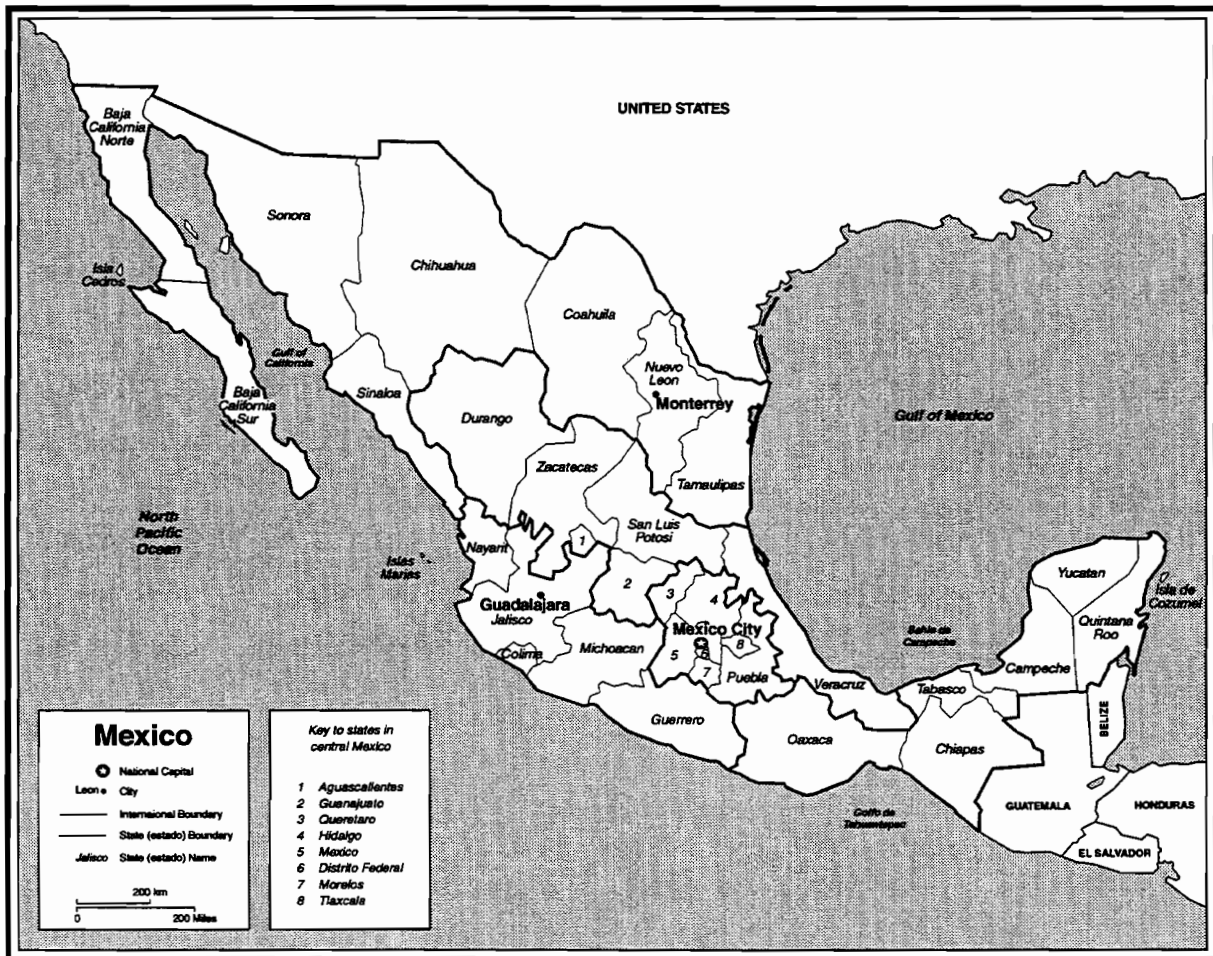 UNITED STATES
Baja
California
Norte
Sonora
Chihuahua
Isla
Cedros
Coahuila
Gulf of
California
Nuevo
Leon
Monterrey
Sinaloa
Baja
California
Sur
Durango
Gulf of Mexico
Zacatecas
Tamaulipas
North
Pacific
Ocean
San Luis
Potosi
Nayarit
1
Islas
Marias
Yucatan
2
3
4
Isla de
Cozumel
Guadalajara
Jalisco
Quintana
Roo
Mexico City
Bahia de
Campeche
Colima
Michoacan
5
6
8
7
Puebla
Campeche
Veracruz
Tabasco
BELIZE
Guerrero
Oaxaca
Chiapas
GUATEMALA
HONDURAS
Golfo de
Tehuantepec
EL SALVADOR
Mexico
National Capital
Leon City
International Boundary
State (estado) Boundary
Jalisco State (estado) Name
200 km
0 200 Miles
Key to states in
central Mexico
1 Aguascalientes
2 Guanajuato
3 Queretaro
4 Hidalgo
5 Mexico
6 Distrito Federal
7 Morelos
8 Tlaxcala